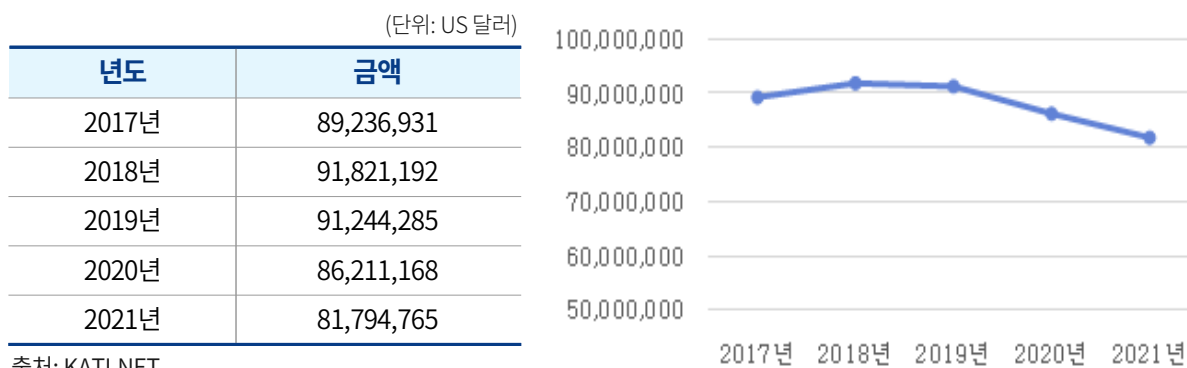 (단위: US 달러)
년도 금액
2017년 89,236,931
2018년 91,821,192
2019년 91,244,285
2020년 86,211,168
2021년 81,794,765
출처: KATI.NET
100,000,000
90,000,000
80,000,000
70,000,000
60,000,000
50,000,000
2017년 2018년 2019년 2020년 2021년